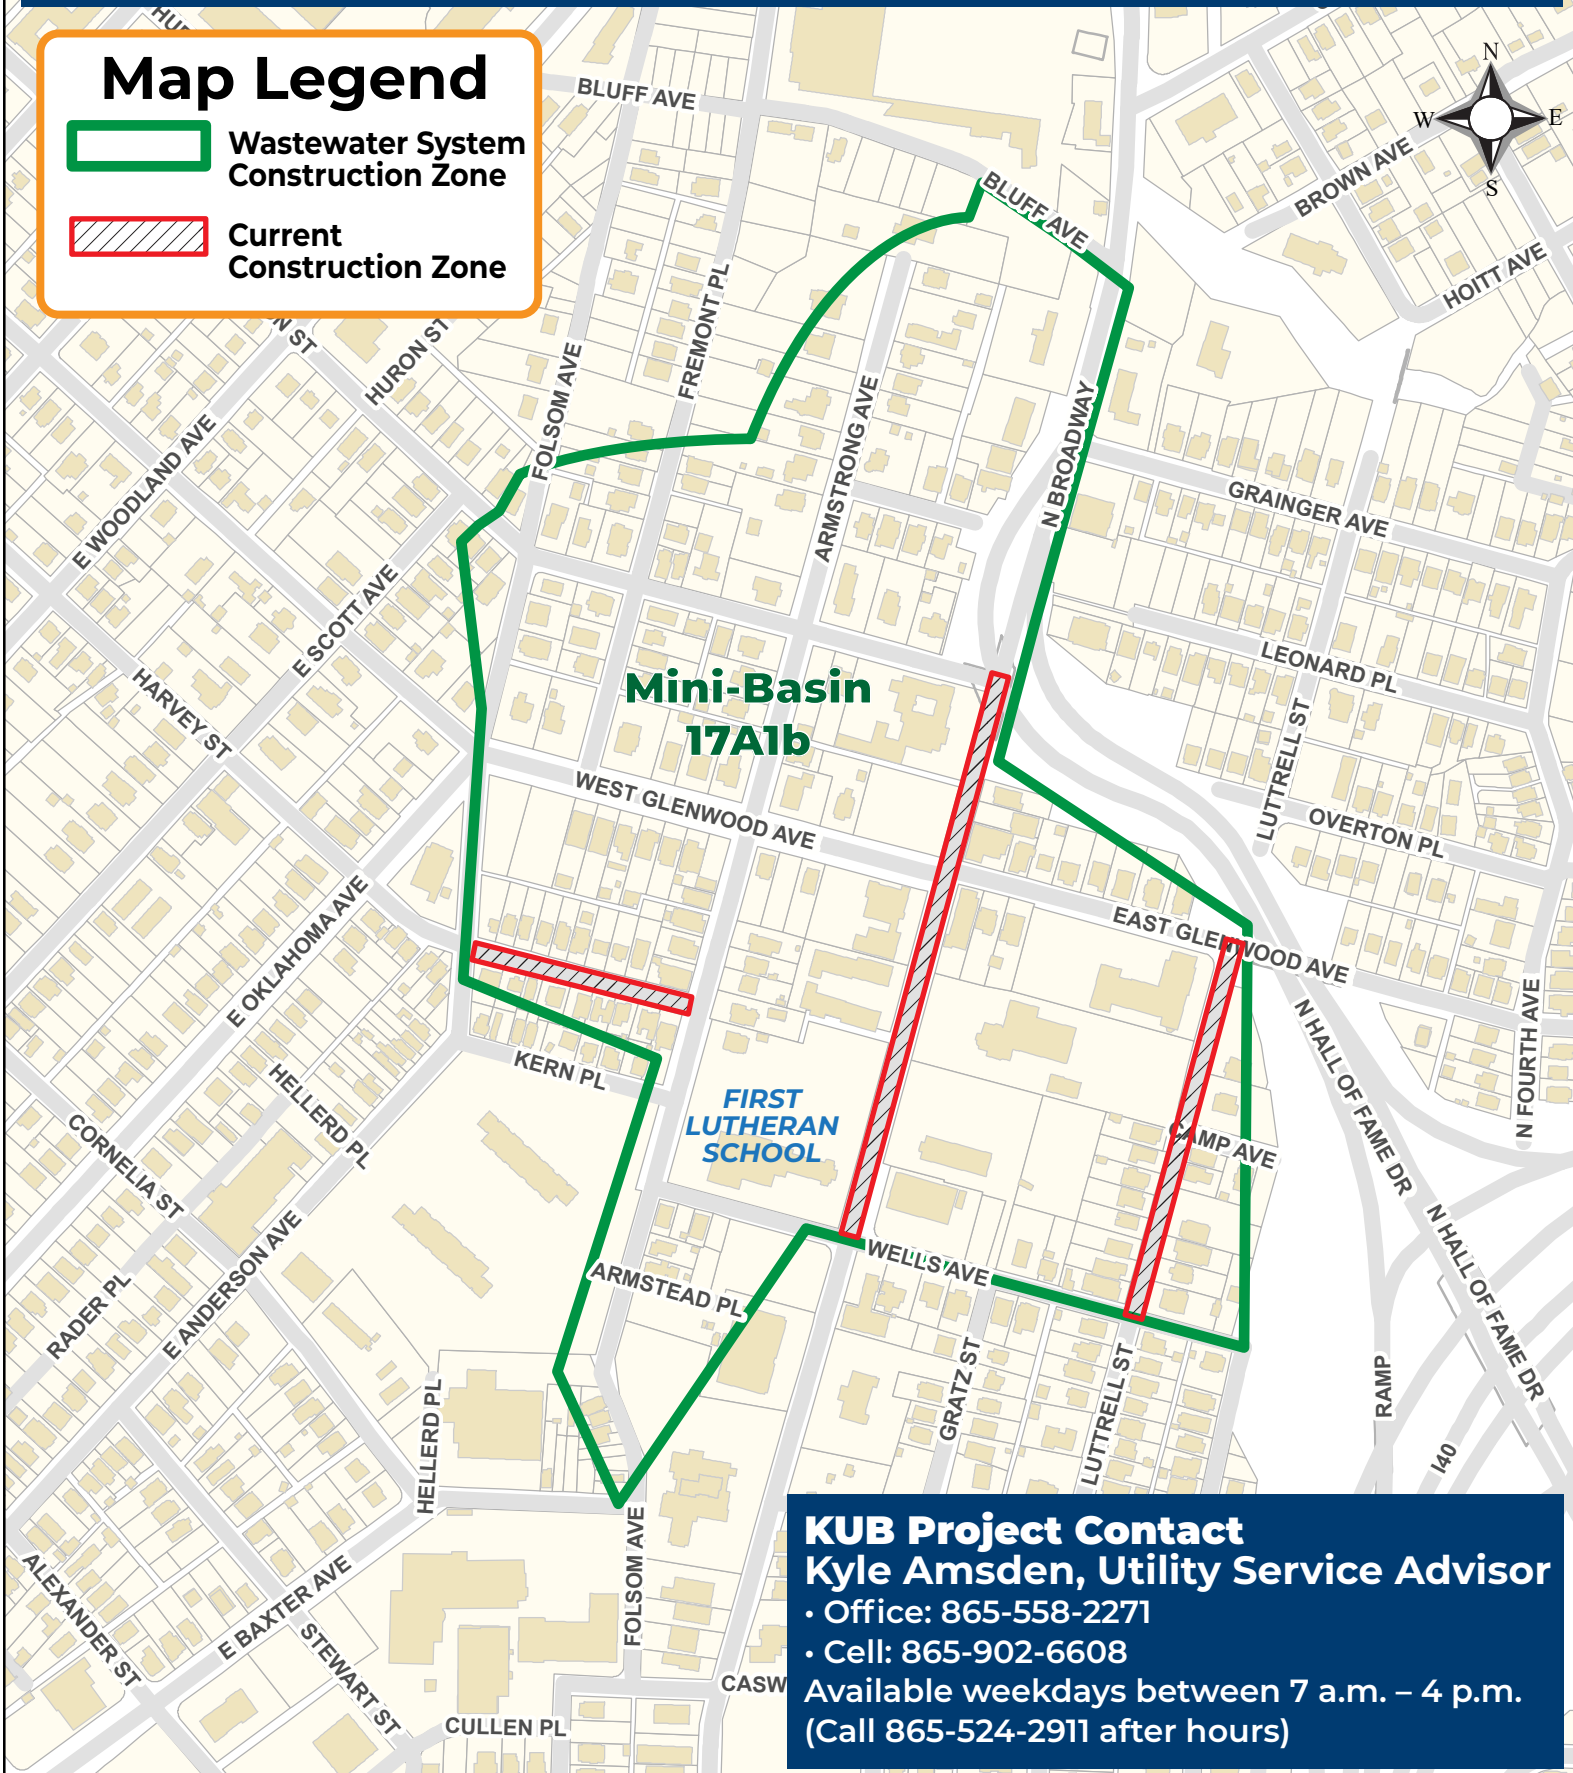 Map Legend
Wastewater System
Construction Zone
Current
Construction Zone
N
W
E
S
BLUFF AVE
BLUFF AVE
BROWN AVE
HOITT AVE
HURON ST
FOLSOM AVE
FREMONT PL
ARMSTRONG AVE
N BROADWAY
GRAINGER AVE
E WOODLAND AVE
E SCOTT AVE
HARVEY ST
LEONARD PL
LUTTRELL ST
OVERTON PL
Mini-Basin
17A1b
WEST GLENWOOD AVE
EAST GLENWOOD AVE
E OKLAHOMA AVE
N FOURTH AVE
N HALL OF FAME DR
KERN PL
HELLERD PL
CORNELIA ST
FIRST
LUTHERAN
SCHOOL
CAMP AVE
N HALL OF FAME DR
E ANDERSON AVE
RADER PL
ARMSTEAD PL
WELLS AVE
GRATZ ST
LUTTRELL ST
RAMP
I40
HELLERD PL
FOLSOM AVE
ALEXANDER ST
E BAXTER AVE
STEWART ST
CULLEN PL
CASW
KUB Project Contact
Kyle Amsden, Utility Service Advisor
• Office: 865-558-2271
• Cell: 865-902-6608
Available weekdays between 7 a.m. – 4 p.m.
(Call 865-524-2911 after hours)